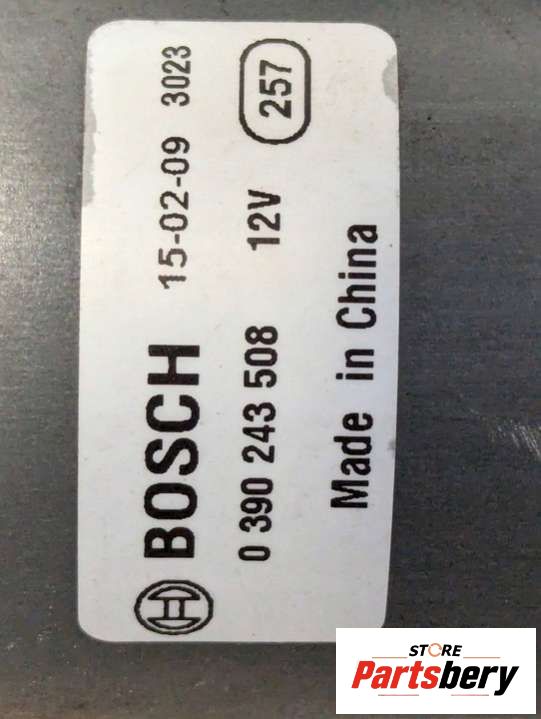 BOSCH 15-02-09 3023
0 390 243 508 12V 257
Made in China
STORE
Partsbery